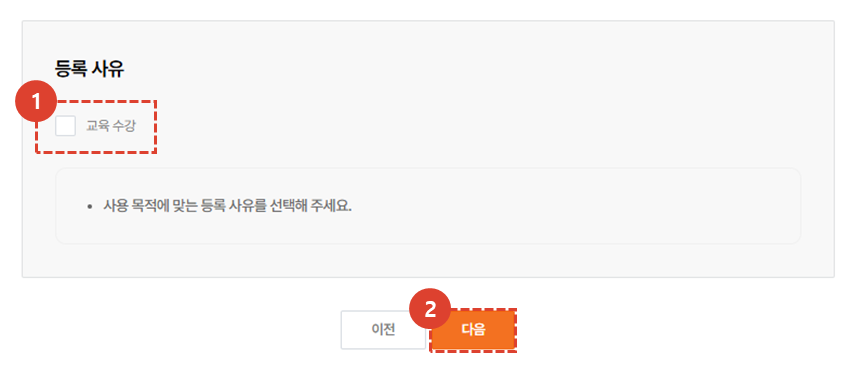 등록 사유
1
교육 수강
사용 목적에 맞는 등록 사유를 선택해 주세요.
2
이전
다음